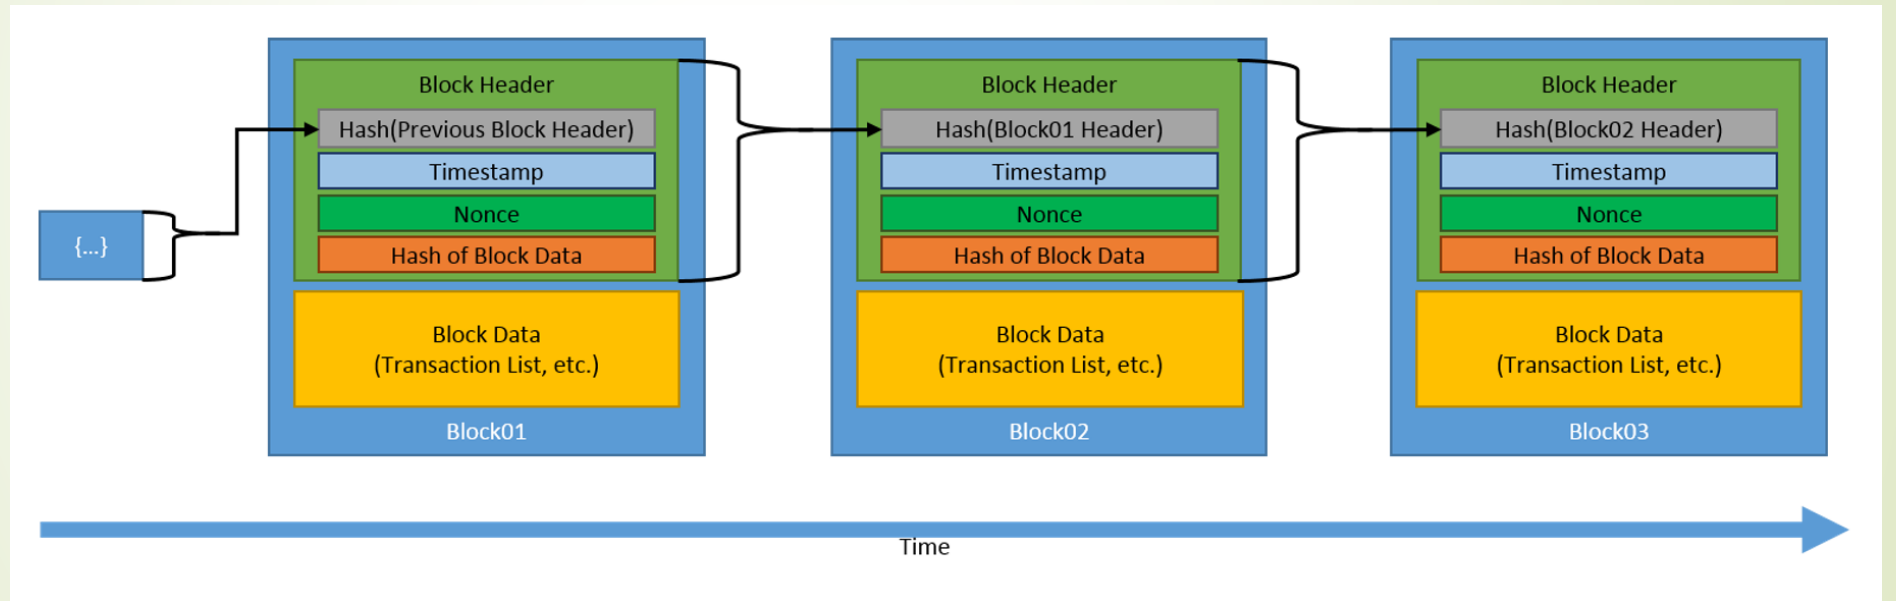 {...}
Block Header
Hash(Previous Block Header)
Timestamp
Nonce
Hash of Block Data
Block Data
(Transaction List, etc.)
Block01
Block Header
Hash(Block01 Header)
Timestamp
Nonce
Hash of Block Data
Block Data
(Transaction List, etc.)
Block02
Block Header
Hash(Block02 Header)
Timestamp
Nonce
Hash of Block Data
Block Data
(Transaction List, etc.)
Block03
Time